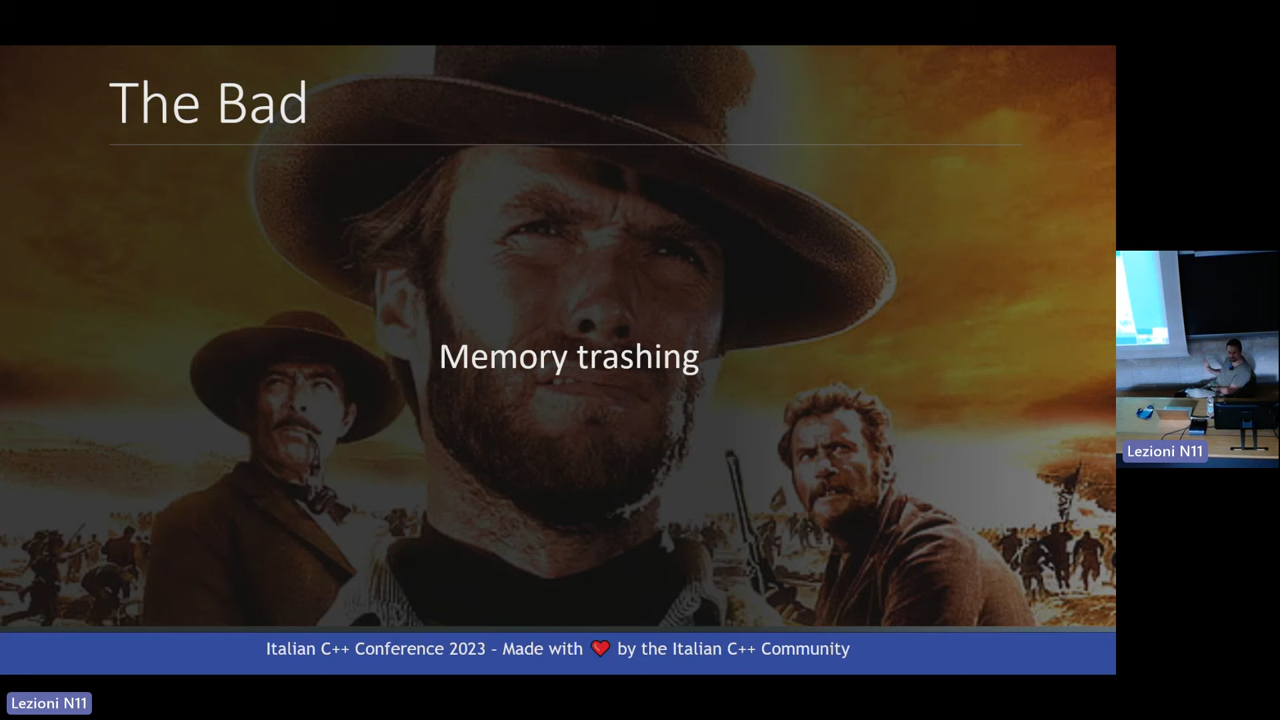 The Bad
Memory trashing
Italian C++ Conference 2023 - Made with ❤ by the Italian C++ Community
Lezioni N11
Lezioni N11